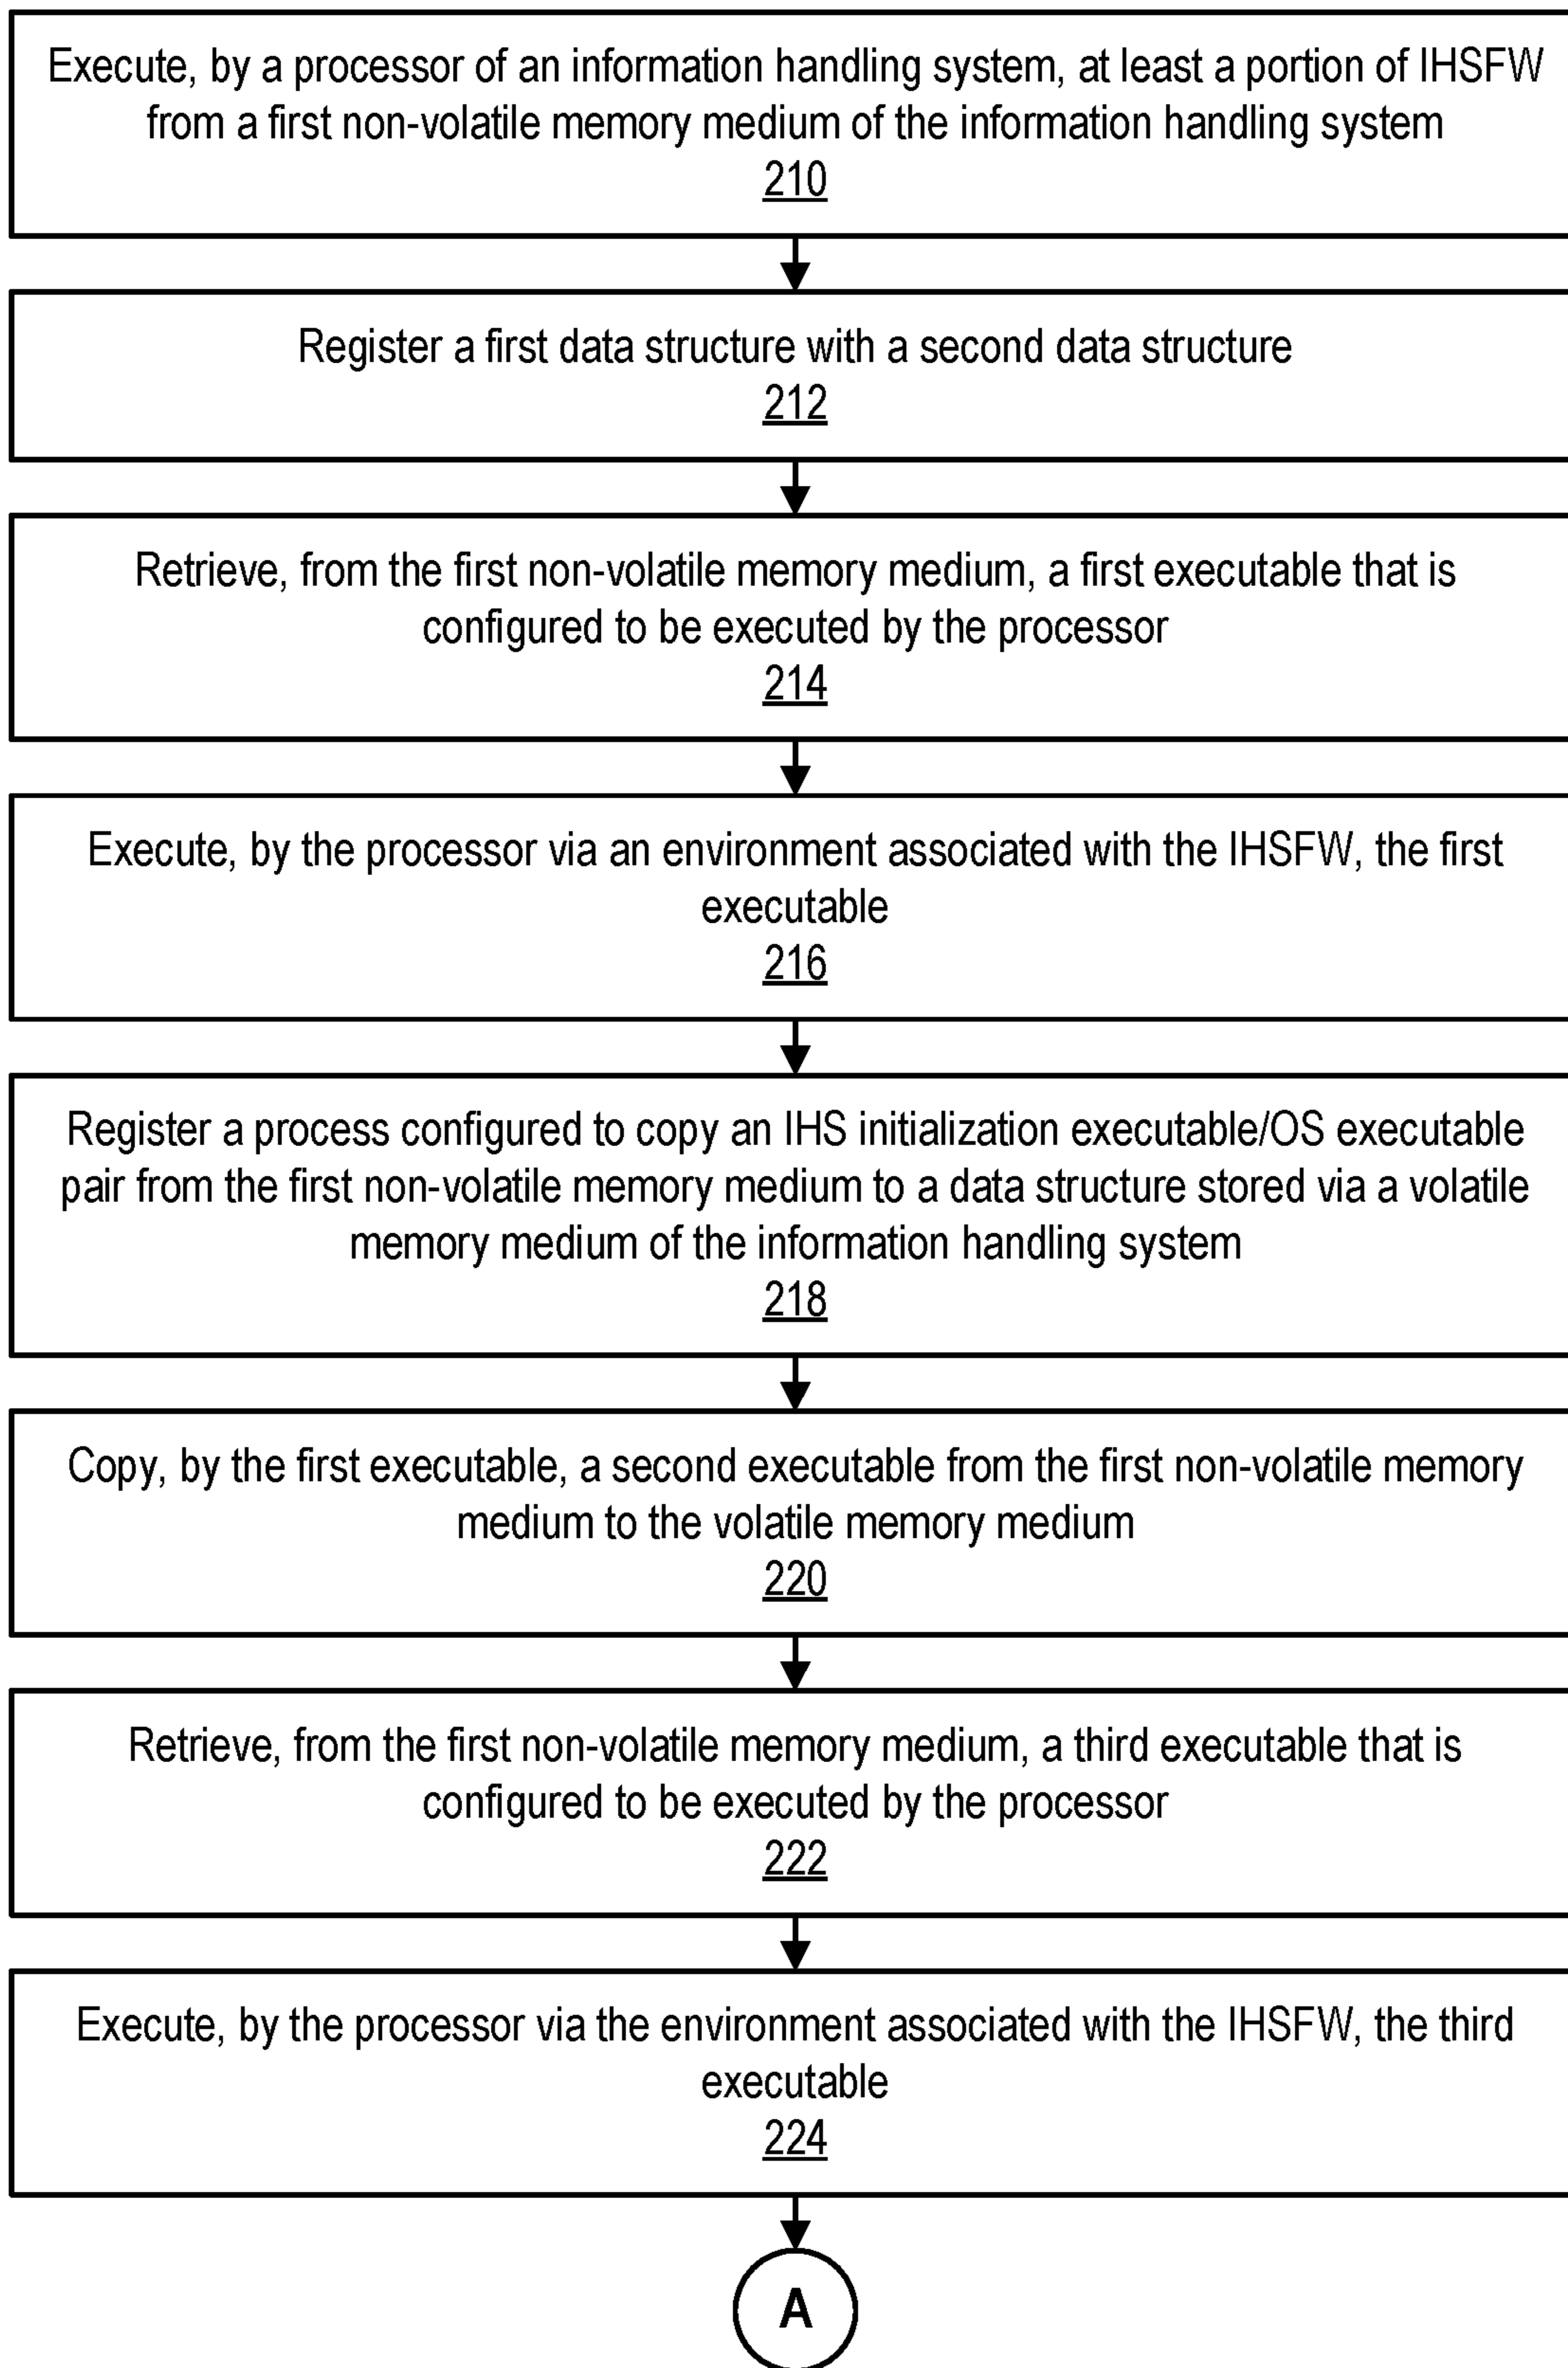 Execute, by a processor of an information handling system, at least a portion of IHSFW
from a first non-volatile memory medium of the information handling system
210
Register a first data structure with a second data structure
212
Retrieve, from the first non-volatile memory medium, a first executable that is
configured to be executed by the processor
214
Execute, by the processor via an environment associated with the IHSFW, the first
executable
216
Register a process configured to copy an IHS initialization executable/OS executable
pair from the first non-volatile memory medium to a data structure stored via a volatile
memory medium of the information handling system
218
Copy, by the first executable, a second executable from the first non-volatile memory
medium to the volatile memory medium
220
Retrieve, from the first non-volatile memory medium, a third executable that is
configured to be executed by the processor
222
Execute, by the processor via the environment associated with the IHSFW, the third
executable
224
A